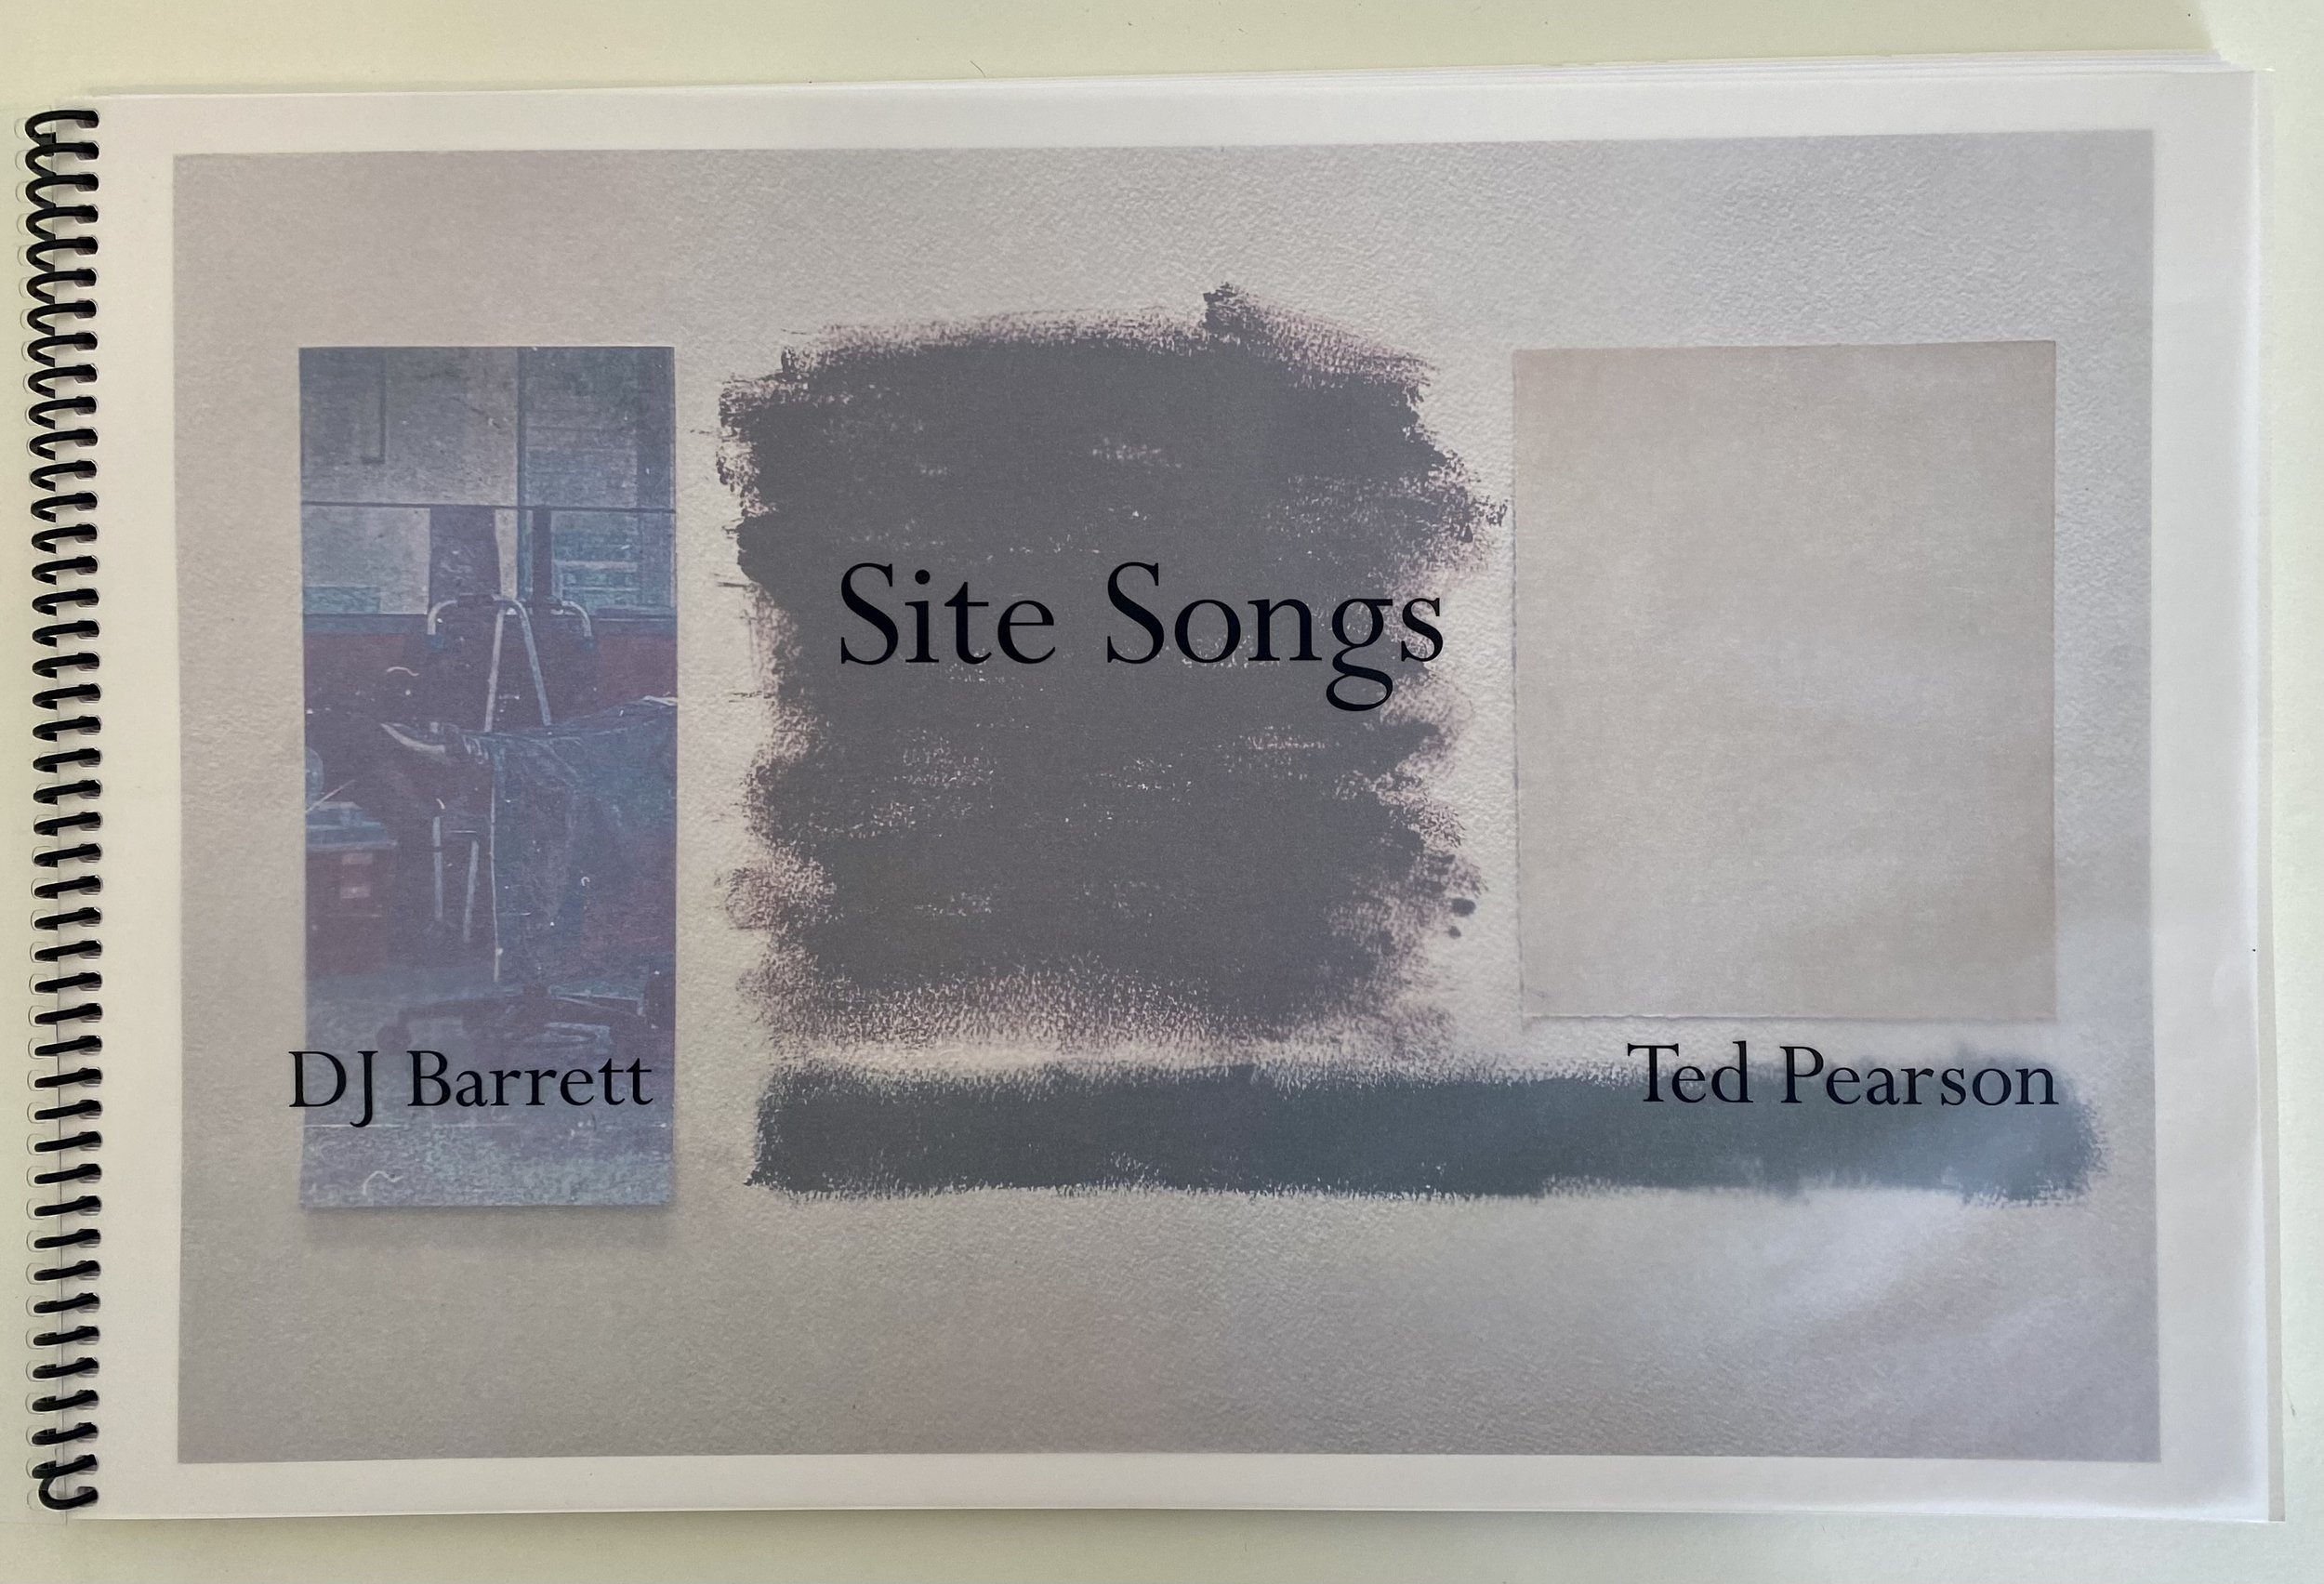 Site Songs
DJ Barrett
Ted Pearson